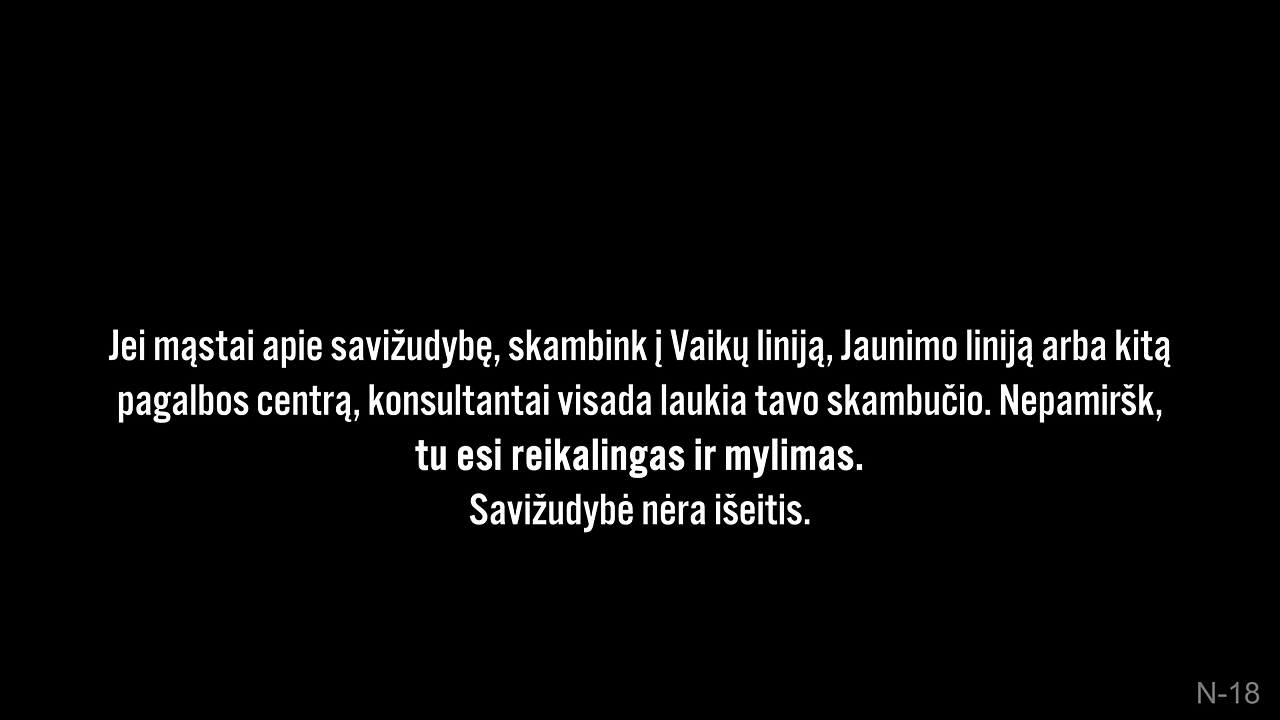 Jei mąstai apie savižudybę, skambink į Vaikų liniją, Jaunimo liniją arba kitą
pagalbos centrą, konsultantai visada laukia tavo skambučio. Nepamiršk,
tu esi reikalingas ir mylimas.
Savižudybė nėra išeitis.
N-18